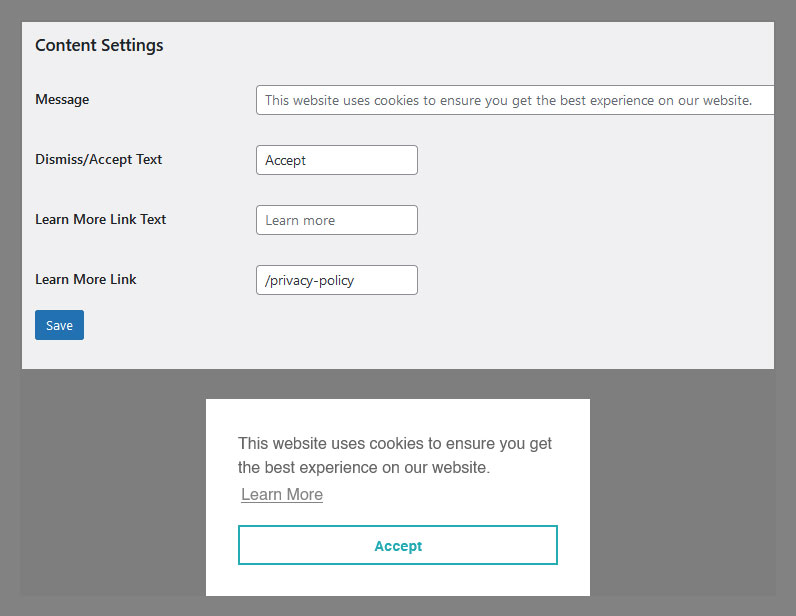 Content Settings
Message
This website uses cookies to ensure you get the best experience on our website.
Dismiss/Accept Text
Accept
Learn More Link Text
Learn more
Learn More Link
/privacy-policy
Save
This website uses cookies to ensure you get
the best experience on our website.
Learn More
Accept